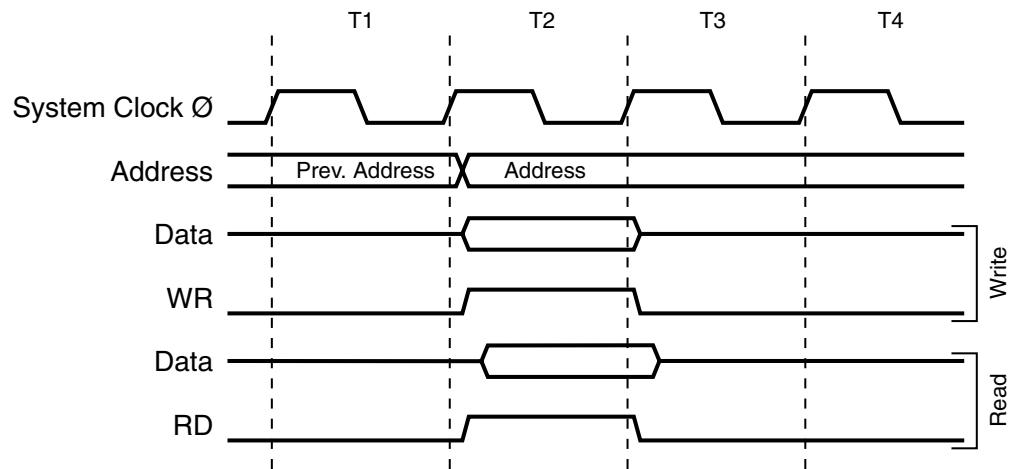 T1 T2 T3 T4
System Clock Ø
Address Prev. Address Address
Data
WR
Write
Data
RD
Read